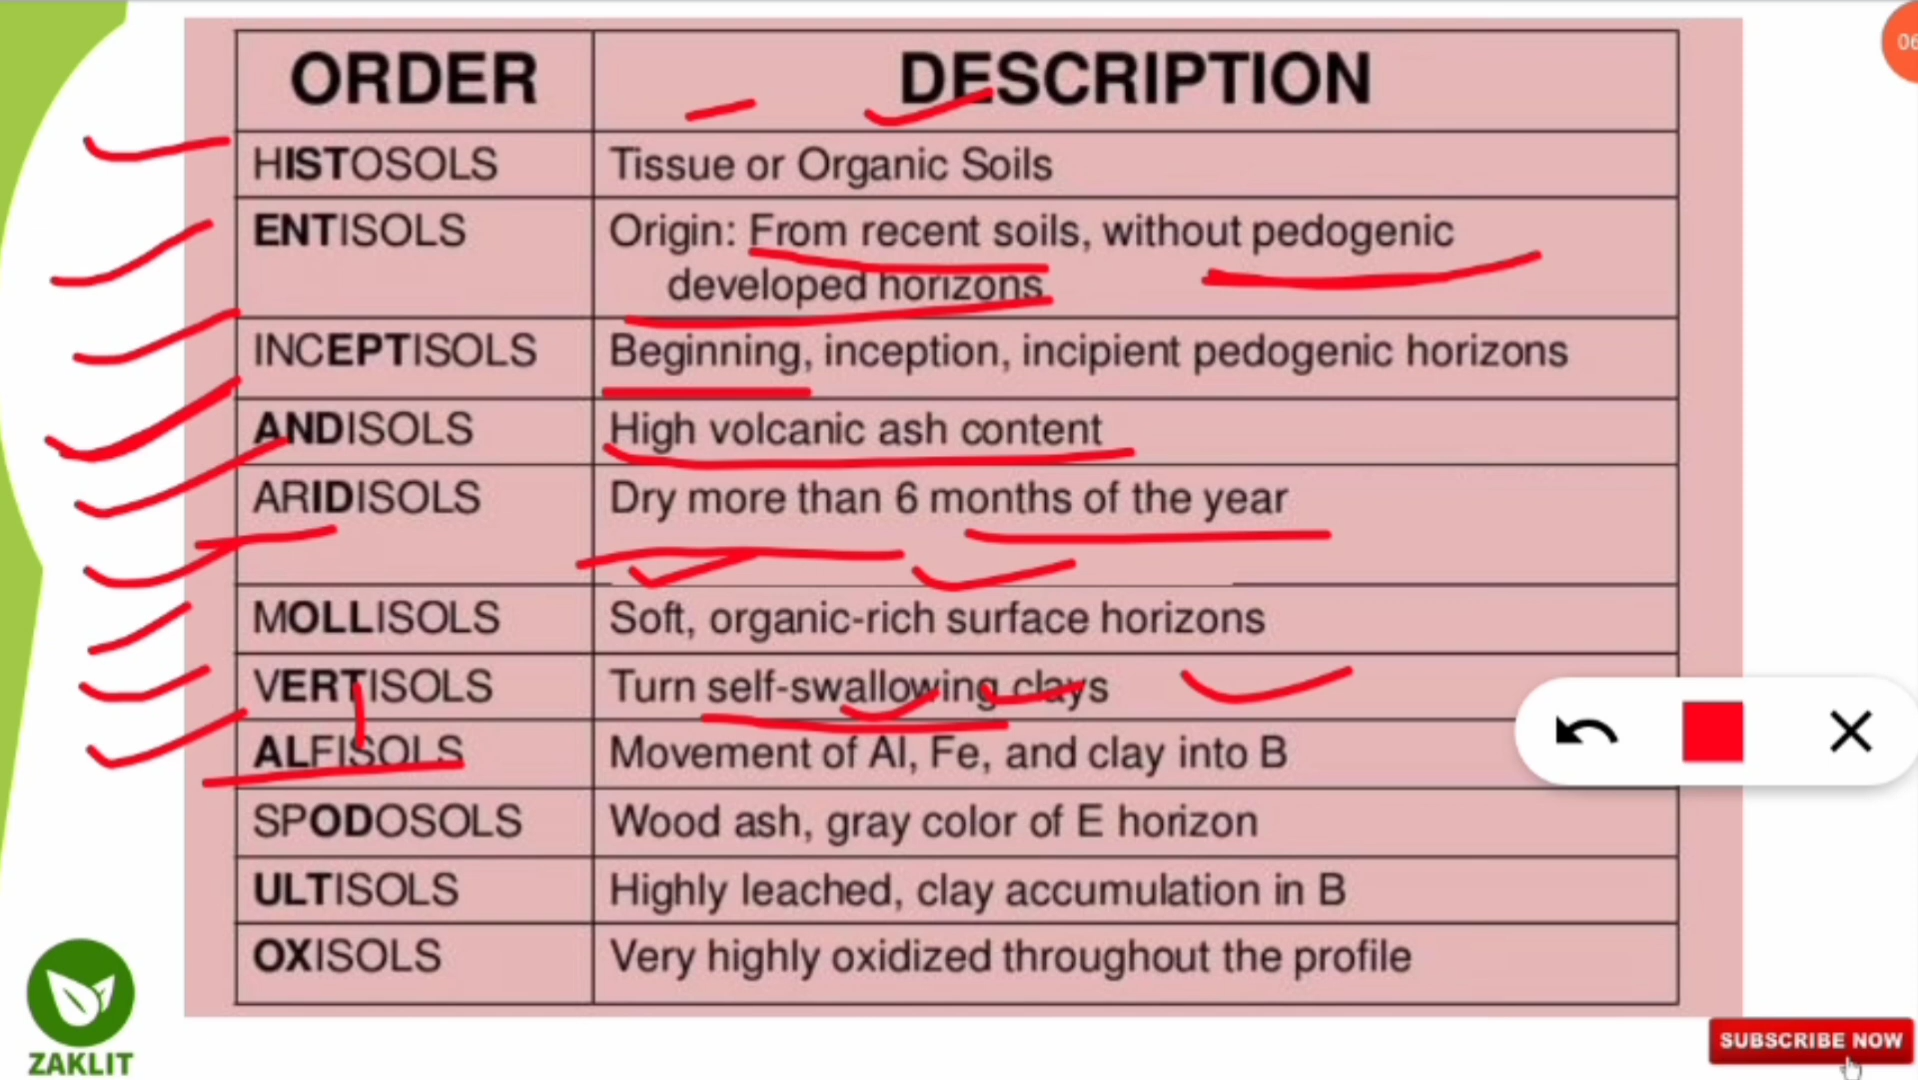 ORDER DESCRIPTION
HISTOSOLS Tissue or Organic Soils
ENTISOLS Origin: From recent soils, without pedogenic
developed horizons
INCEPTISOLS Beginning, inception, incipient pedogenic horizons
ANDISOLS High volcanic ash content
ARIDISOLS Dry more than 6 months of the year
MOLLISOLS Soft, organic-rich surface horizons
VERTISOLS Turn self-swallowing clays
ALFISOLS Movement of Al, Fe, and clay into B
SPODOSOLS Wood ash, gray color of E horizon
ULTISOLS Highly leached, clay accumulation in B
OXISOLS Very highly oxidized throughout the profile
ZAKLIT
SUBSCRIBE NOW